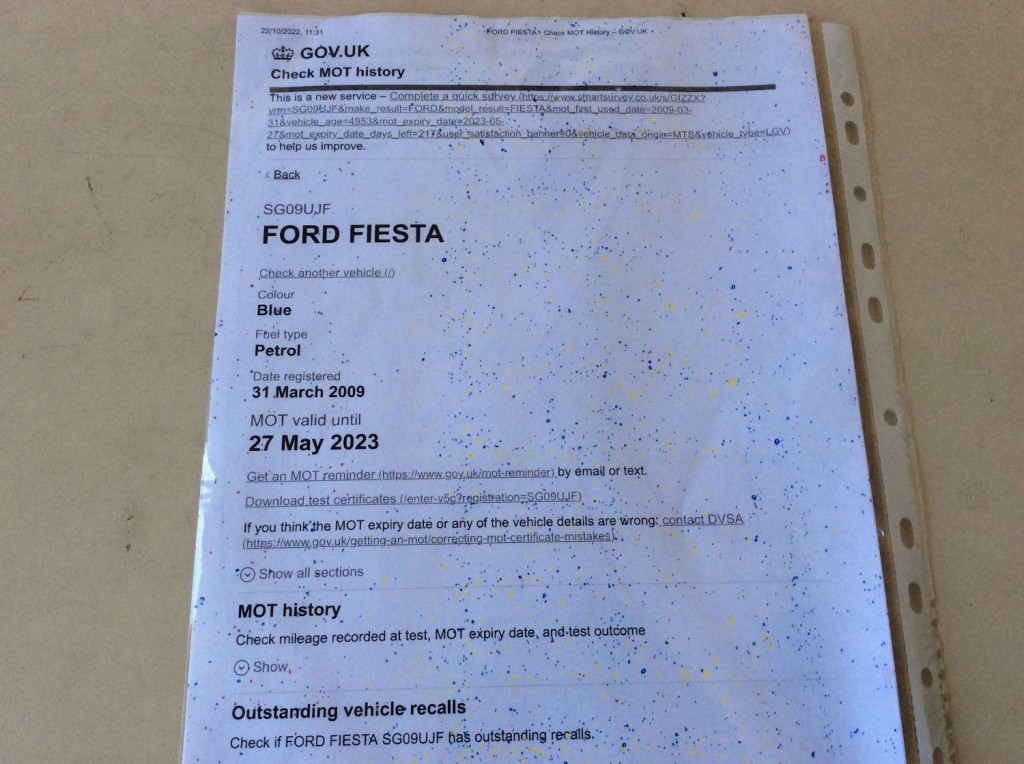 22/10/2022, 11:31
FORD FIESTA - Check MOT History – GOV.UK
GOV.UK
Check MOT history
This is a new service – Complete a quick survey (https://www.smartsurvey.co.uk/s/GIZZX?
vrm=SG09UJF&make_result=FORD&model_result=FIESTA&mot_first_used_date=2009-03-
31&vehicle_age=4953&mot_expiry_date=2023-05-
27&mot_expiry_date_days_left=217&user_satisfaction_banner=0&vehicle_data_origin=MTS&vehicle_type=LGV)
to help us improve.
Back
SG09UJF
FORD FIESTA
Check another vehicle (/)
Colour
Blue
Fuel type
Petrol
Date registered
31 March 2009
MOT valid until
27 May 2023
Get an MOT reminder (https://www.gov.uk/mot-reminder) by email or text.
Download test certificates (/enter-v5c?registration=SG09UJF)
If you think the MOT expiry date or any of the vehicle details are wrong: contact DVSA
(https://www.gov.uk/getting-an-mot/correcting-mot-certificate-mistakes).
Show all sections
MOT history
Check mileage recorded at test, MOT expiry date, and test outcome
Show
Outstanding vehicle recalls
Check if FORD FIESTA SG09UJF has outstanding recalls.